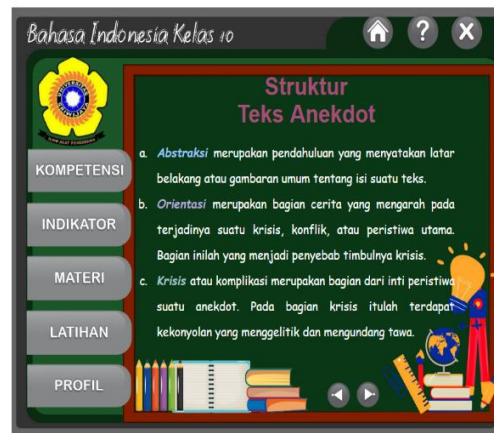 Bahasa Indonesia Kelas 10
?
X
Struktur
Teks Anekdot
KOMPETENSI
INDIKATOR
MATERI
LATIHAN
PROFIL
a. Abstraksi merupakan pendahuluan yang menyatakan latar
belakang atau gambaran umum tentang isi suatu teks.
b. Orientasi merupakan bagian cerita yang mengarah pada
terjadinya suatu krisis, konflik, atau peristiwa utama.
Bagian inilah yang menjadi penyebab timbulnya krisis.
c. Krisis atau komplikasi merupakan bagian dari inti peristiwa
suatu anekdot. Pada bagian krisis itulah terdapat
kekonyolan yang menggelitik dan mengundang tawa.